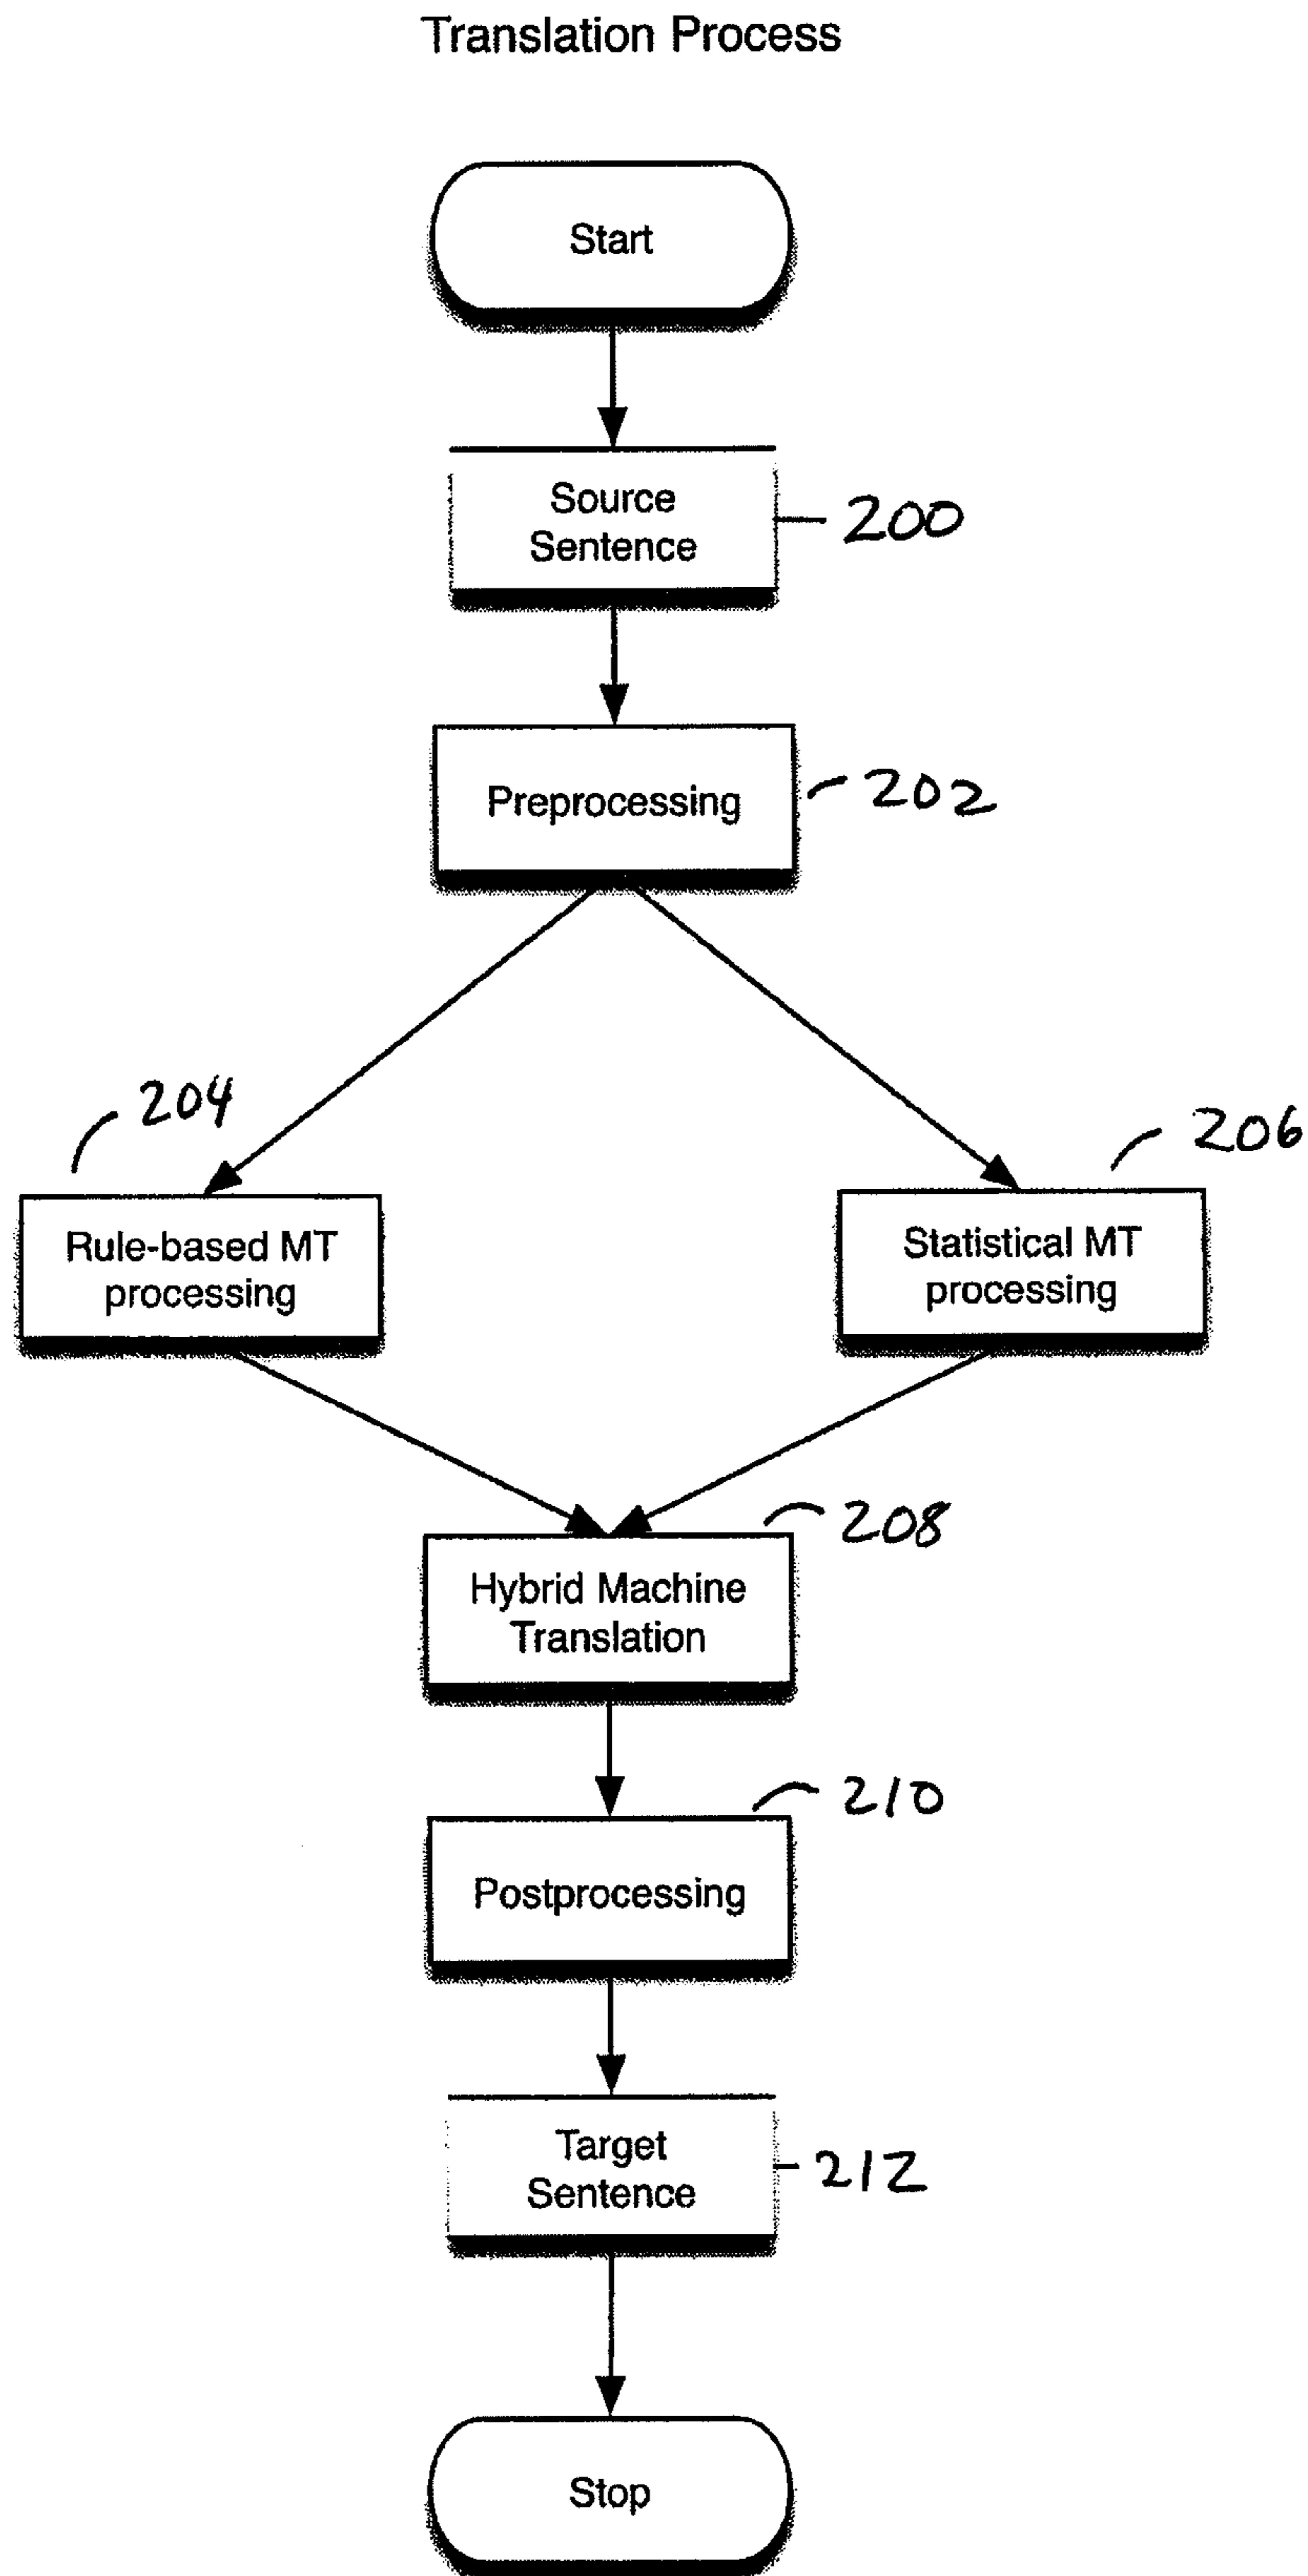 Translation Process
Start
Source
Sentence
200
Preprocessing
202
204
206
Rule-based MT
processing
Statistical MT
processing
208
Hybrid Machine
Translation
210
Postprocessing
Target
Sentence
212
Stop